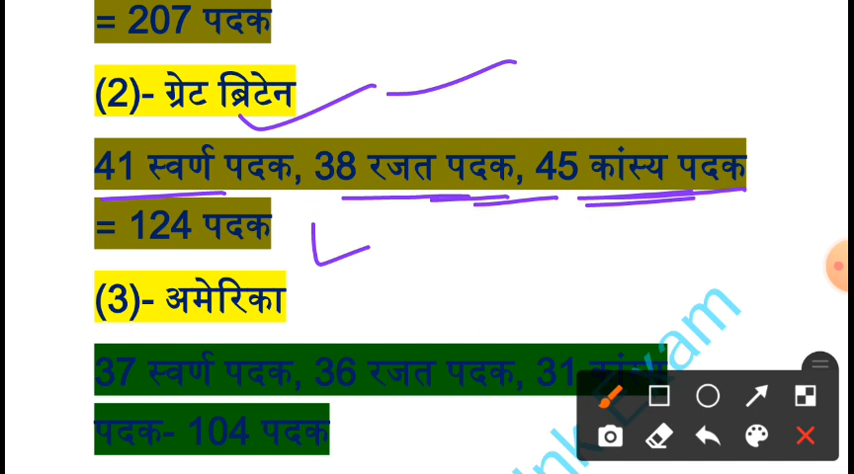 = 207 पदक
(2)- ग्रेट ब्रिटेन
41 स्वर्ण पदक, 38 रजत पदक, 45 कांस्य पदक
= 124 पदक
(3)- अमेरिका
37 स्वर्ण पदक, 36 रजत पदक, 31
पदक- 104 पदक
Exam